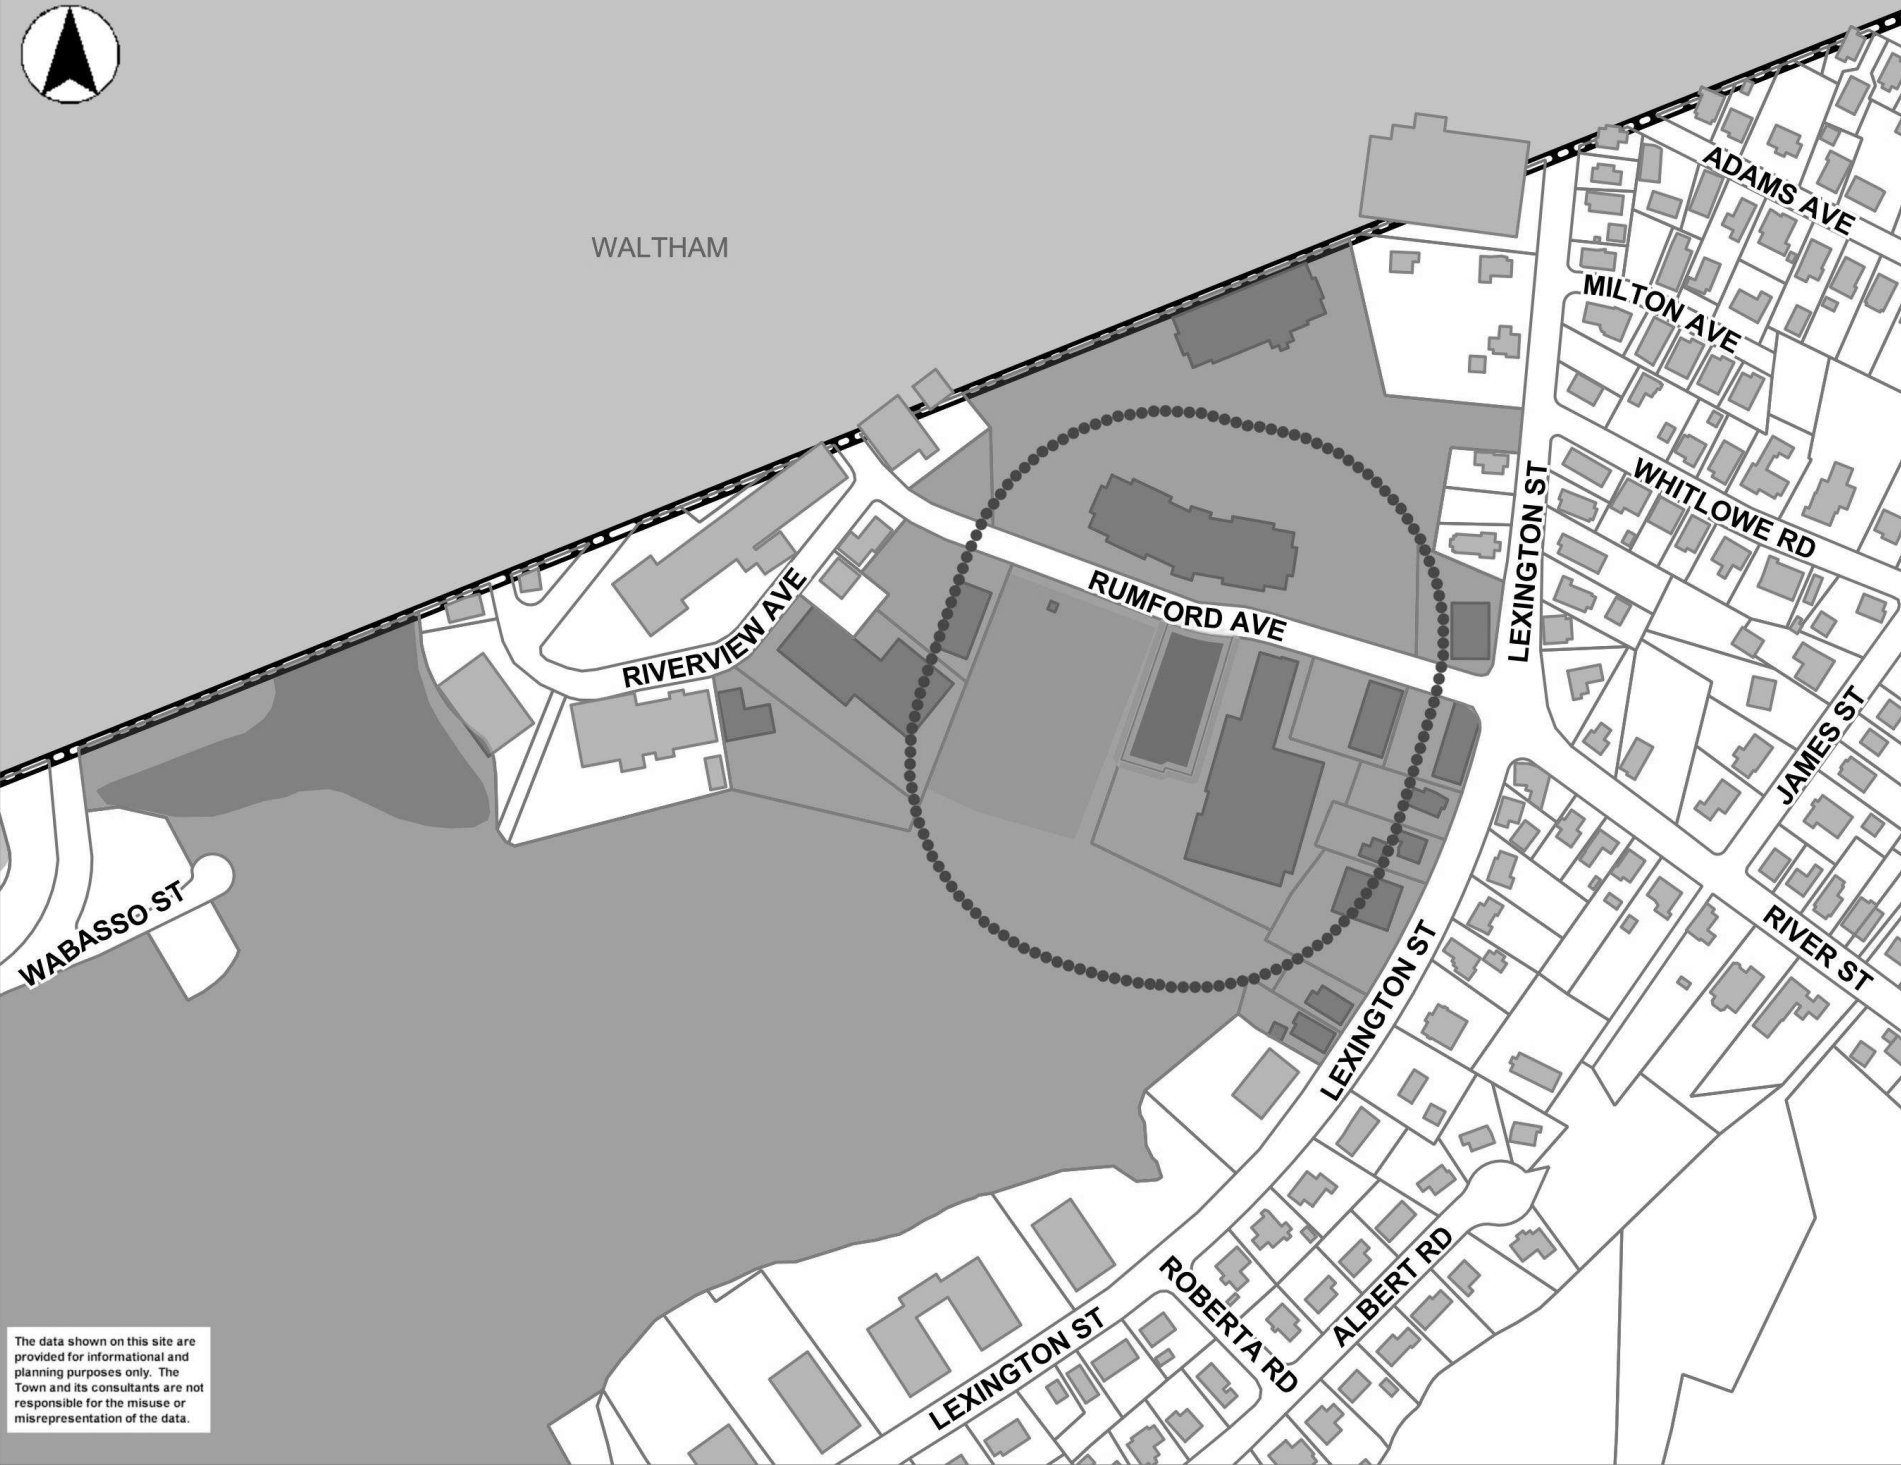 ADAMS AVE
WALTHAM
MILTON AVE
WHITLOWE RD
LEXINGTON ST
RUMFORD AVE
RIVERVIEW AVE
JAMES ST
WABASSO ST
RIVER ST
LEXINGTON ST
ALBERT RD
ROBERTA RD
LEXINGTON ST
The data shown on this site are
provided for informational and
planning purposes only. The
Town and its consultants are not
responsible for the misuse or
misrepresentation of the data.